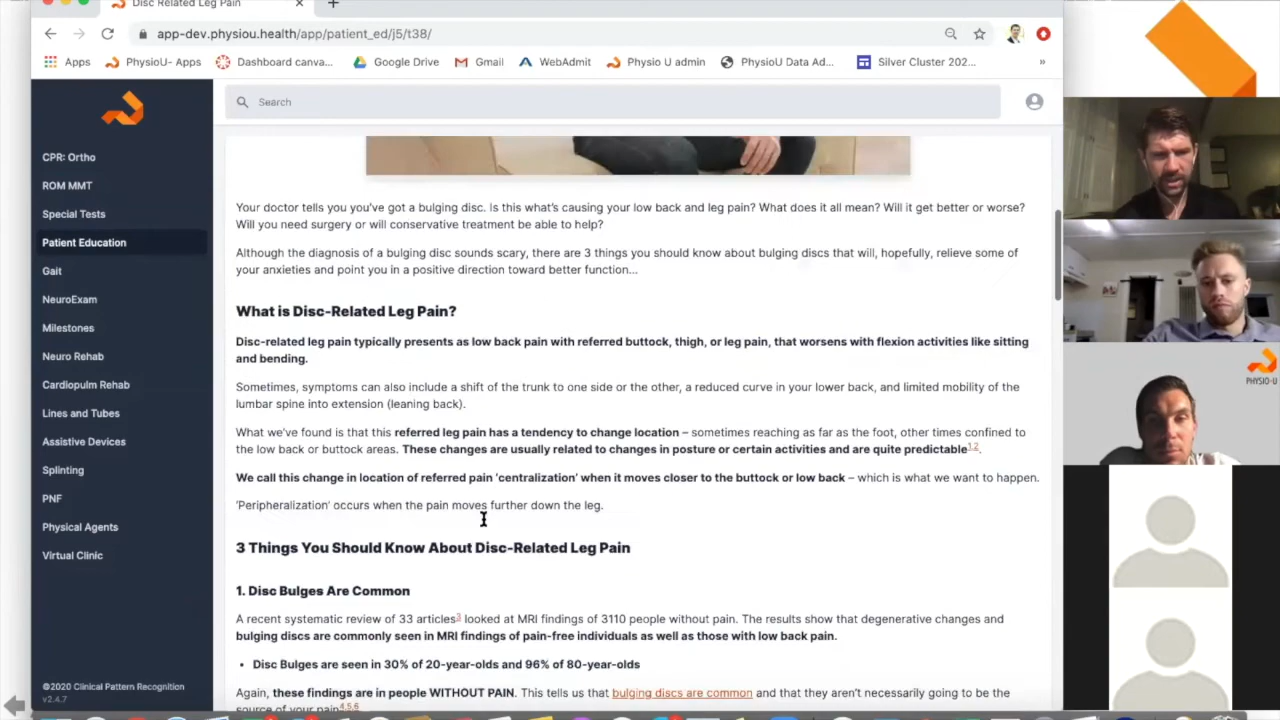 Disc Related Leg Pain
app-dev.physiou.health/app/patient_ed/j5/t38/
Apps PhysioU- Apps Dashboard canva... Google Drive Gmail WebAdmit Physio U admin PhysioU Data Ad... Silver Cluster 202... »
Search
CPR: Ortho
ROM MMT
Special Tests
Patient Education
Gait
NeuroExam
Milestones
Neuro Rehab
Cardiopulm Rehab
Lines and Tubes
Assistive Devices
Splinting
PNF
Physical Agents
Virtual Clinic
©2020 Clinical Pattern Recognition
v2.4.7
Your doctor tells you you've got a bulging disc. Is this what's causing your low back and leg pain? What does it all mean? Will it get better or worse?
Will you need surgery or will conservative treatment be able to help?
Although the diagnosis of a bulging disc sounds scary, there are 3 things you should know about bulging discs that will, hopefully, relieve some of
your anxieties and point you in a positive direction toward better function...
What is Disc-Related Leg Pain?
Disc-related leg pain typically presents as low back pain with referred buttock, thigh, or leg pain, that worsens with flexion activities like sitting
and bending.
Sometimes, symptoms can also include a shift of the trunk to one side or the other, a reduced curve in your lower back, and limited mobility of the
lumbar spine into extension (leaning back).
What we've found is that this referred leg pain has a tendency to change location – sometimes reaching as far as the foot, other times confined to
the low back or buttock areas. These changes are usually related to changes in posture or certain activities and are quite predictable1,2.
We call this change in location of referred pain 'centralization' when it moves closer to the buttock or low back – which is what we want to happen.
'Peripheralization' occurs when the pain moves further down the leg.
3 Things You Should Know About Disc-Related Leg Pain
1. Disc Bulges Are Common
A recent systematic review of 33 articles3 looked at MRI findings of 3110 people without pain. The results show that degenerative changes and
bulging discs are commonly seen in MRI findings of pain-free individuals as well as those with low back pain.
• Disc Bulges are seen in 30% of 20-year-olds and 96% of 80-year-olds
Again, these findings are in people WITHOUT PAIN. This tells us that bulging discs are common and that they aren't necessarily going to be the
source of your pain4,5,6
PHYSIO-U